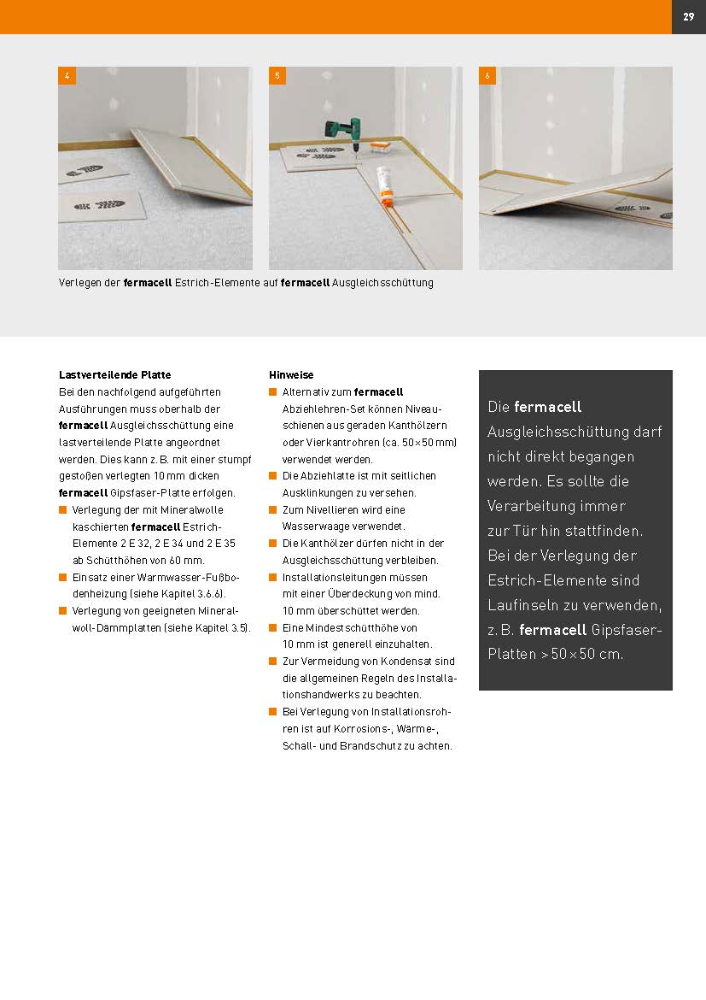 29
4
5
6
Verlegen der fermacell Estrich-Elemente auf fermacell Ausgleichsschüttung
Lastverteilende Platte
Bei den nachfolgend aufgeführten
Ausführungen muss oberhalb der
fermacell Ausgleichsschüttung eine
lastverteilende Platte angeordnet
werden. Dies kann z. B. mit einer stumpf
gestoßen verlegten 10 mm dicken
fermacell Gipsfaser-Platte erfolgen.
Verlegung der mit Mineralwolle
kaschierten fermacell Estrich-
Elemente 2 E 32, 2 E 34 und 2 E 35
ab Schütthöhen von 60 mm.
Einsatz einer Warmwasser-Fußbo-
denheizung (siehe Kapitel 3.6.6).
Verlegung von geeigneten Mineral-
woll-Dämmplatten (siehe Kapitel 3.5).
Hinweise
Alternativ zum fermacell
Abziehlehren-Set können Niveau-
schienen aus geraden Kanthölzern
oder Vierkantrohren (ca. 50 × 50 mm)
verwendet werden.
Die Abziehlatte ist mit seitlichen
Ausklinkungen zu versehen.
Zum Nivellieren wird eine
Wasserwaage verwendet.
Die Kanthölzer dürfen nicht in der
Ausgleichsschüttung verbleiben.
Installationsleitungen müssen
mit einer Überdeckung von mind.
10 mm überschüttet werden.
Eine Mindestschütthöhe von
10 mm ist generell einzuhalten.
Zur Vermeidung von Kondensat sind
die allgemeinen Regeln des Installa-
tionshandwerks zu beachten.
Bei Verlegung von Installationsroh-
ren ist auf Korrosions-, Wärme-,
Schall- und Brandschutz zu achten.
Die fermacell
Ausgleichsschüttung darf
nicht direkt begangen
werden. Es sollte die
Verarbeitung immer
zur Tür hin stattfinden.
Bei der Verlegung der
Estrich-Elemente sind
Laufinseln zu verwenden,
z. B. fermacell Gipsfaser-
Platten > 50 × 50 cm.